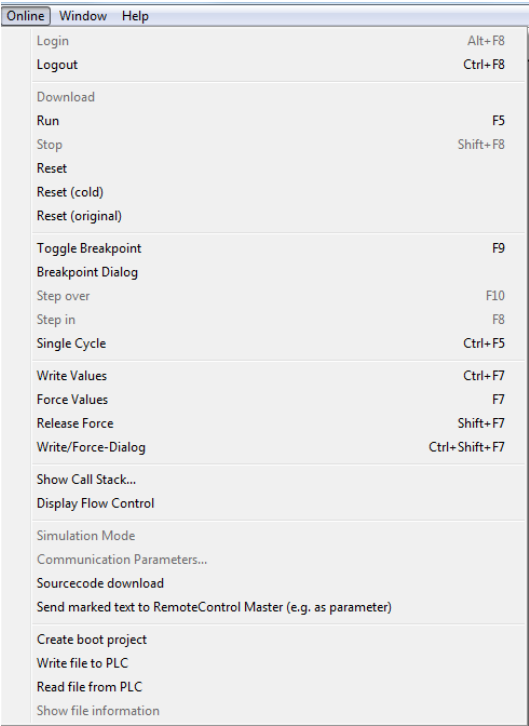 Online Window Help
Login Alt+F8
Logout Ctrl+F8
Download
Run F5
Stop Shift+F8
Reset
Reset (cold)
Reset (original)
Toggle Breakpoint F9
Breakpoint Dialog
Step over F10
Step in F8
Single Cycle Ctrl+F5
Write Values Ctrl+F7
Force Values F7
Release Force Shift+F7
Write/Force-Dialog Ctrl+Shift+F7
Show Call Stack...
Display Flow Control
Simulation Mode
Communication Parameters...
Sourcecode download
Send marked text to RemoteControl Master (e.g. as parameter)
Create boot project
Write file to PLC
Read file from PLC
Show file information